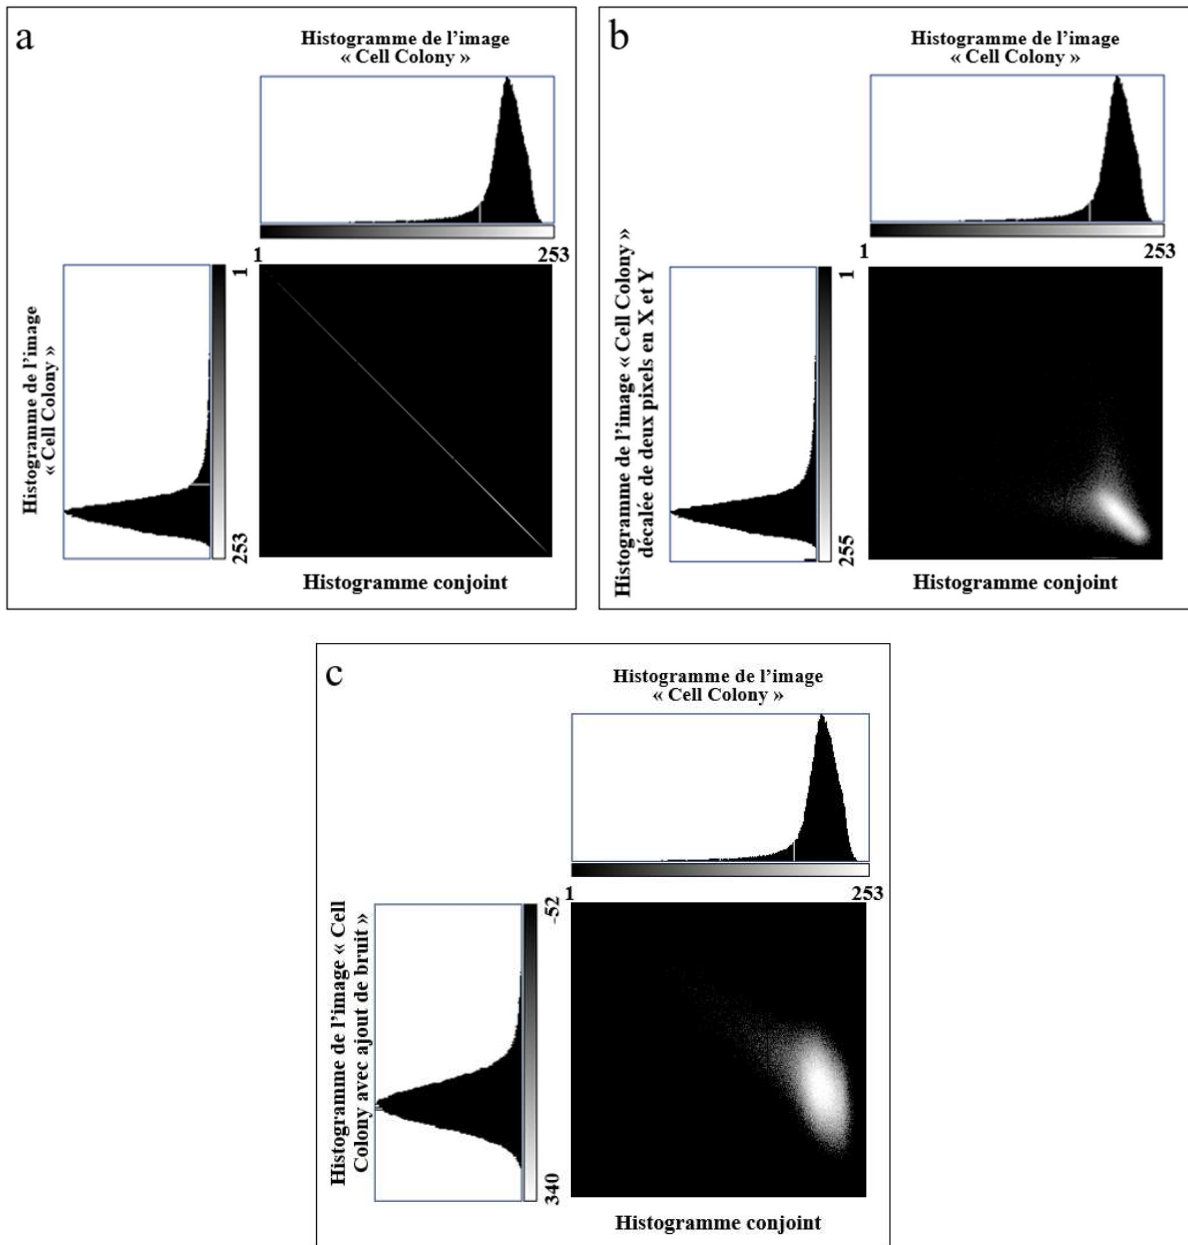 a
Histogramme de l’image
« Cell Colony »
1
253
Histogramme de l’image
« Cell Colony »
1
253
Histogramme conjoint
b
Histogramme de l’image
« Cell Colony »
1
253
Histogramme de l’image « Cell Colony »
décalée de deux pixels en X et Y
1
255
Histogramme conjoint
c
Histogramme de l’image
« Cell Colony »
1
253
Histogramme de l’image « Cell
Colony avec ajout de bruit »
-52
340
Histogramme conjoint